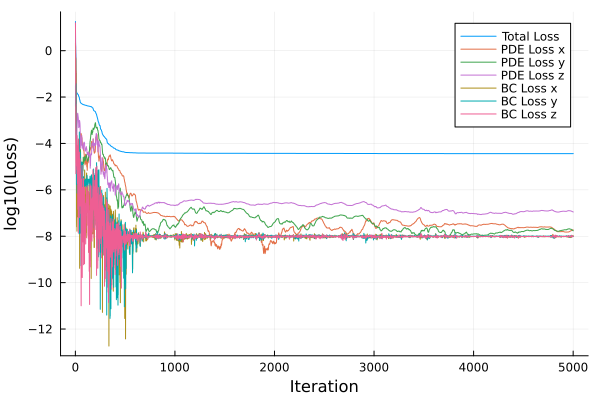 Total Loss
PDE Loss x
PDE Loss y
PDE Loss z
BC Loss x
BC Loss y
BC Loss z
log10(Loss)
0
−2
−4
−6
−8
−10
−12
0 1000 2000 3000 4000 5000
Iteration